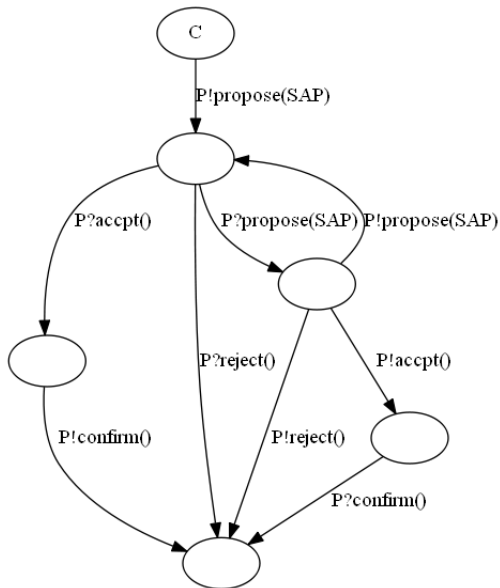 C
P!propose(SAP)
P?accpt()
P?propose(SAP)
P!propose(SAP)
P?reject()
P!accpt()
P!confirm()
P!reject()
P?confirm()